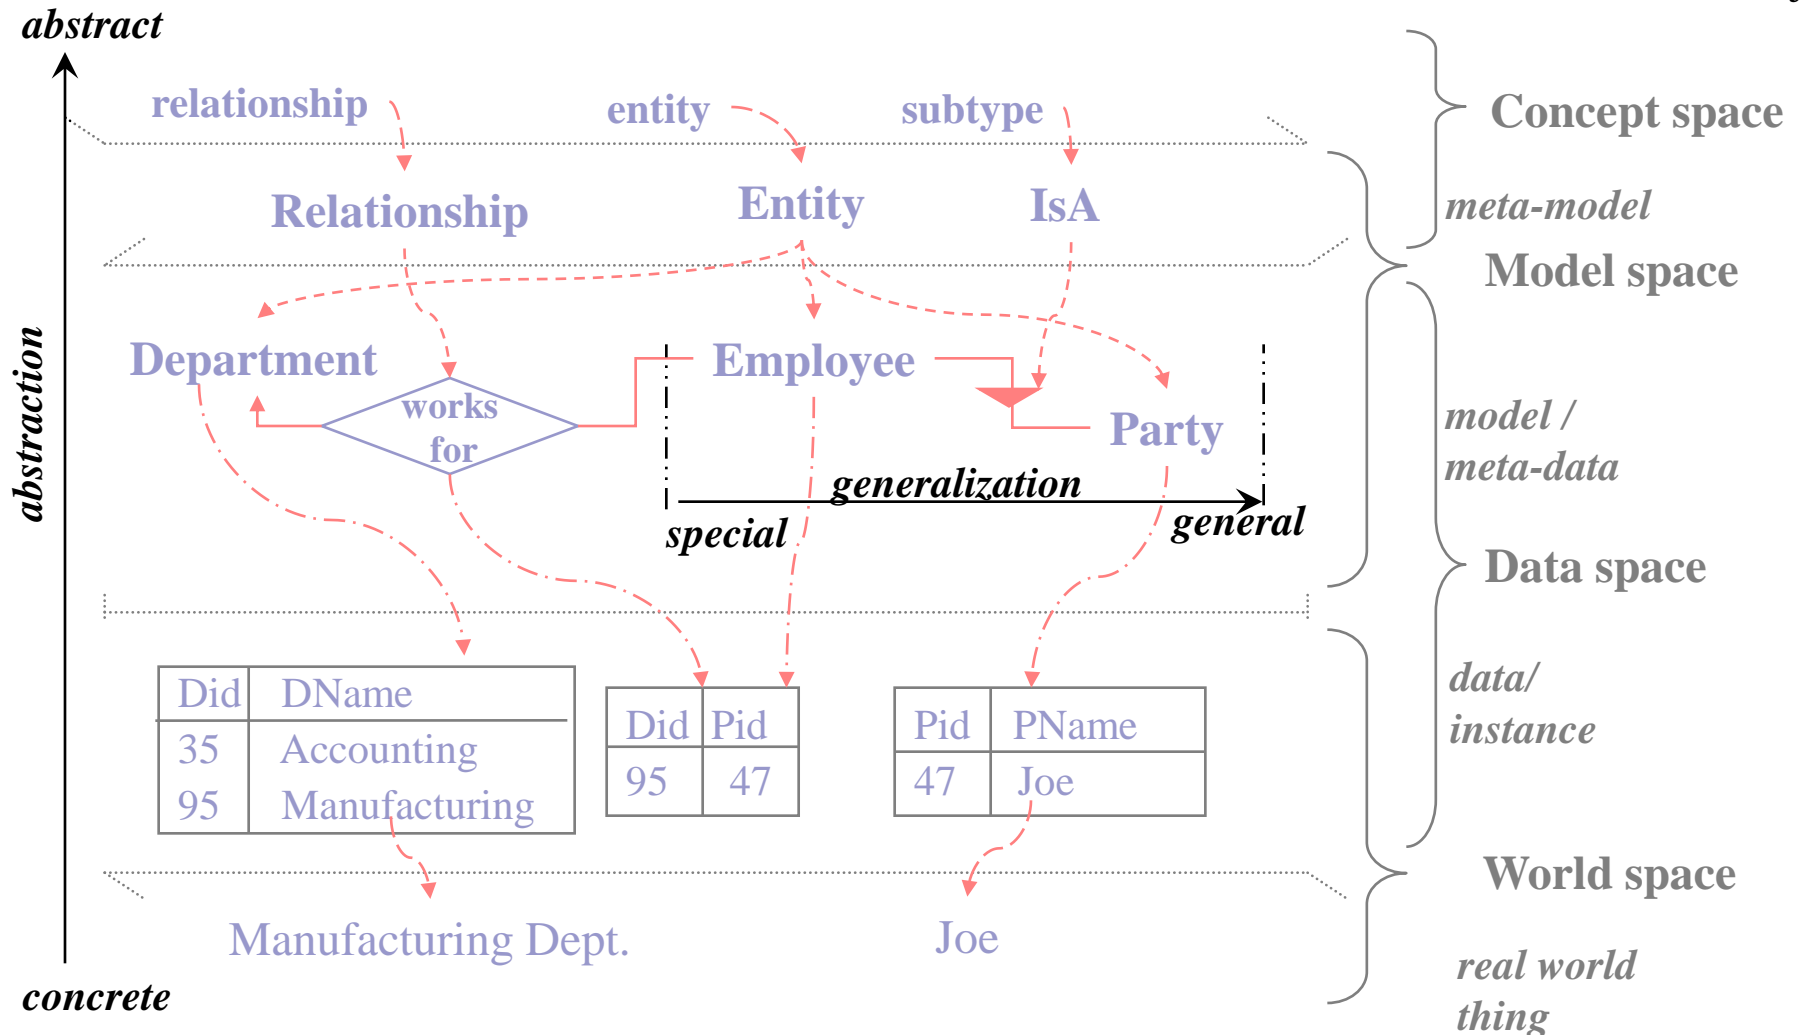 abstract
relationship
entity
subtype
Concept space
Relationship
Entity
IsA
meta-model
Model space
abstraction
Department
Employee
works
for
Party
model /
meta-data
generalization
special
general
Data space
Did DName
35 Accounting
95 Manufacturing
Did Pid
95 47
Pid PName
47 Joe
data/
instance
World space
Manufacturing Dept.
Joe
real world
thing
concrete